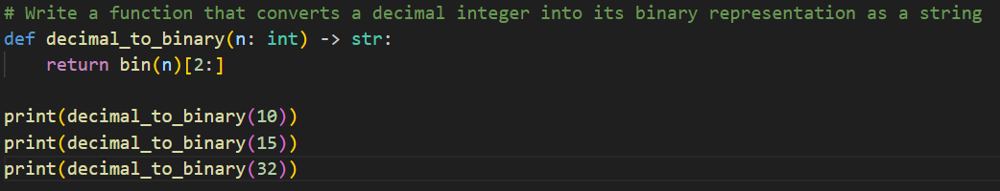 # Write a function that converts a decimal integer into its binary representation as a string
def decimal_to_binary(n: int) -> str:
    return bin(n)[2:]

print(decimal_to_binary(10))
print(decimal_to_binary(15))
print(decimal_to_binary(32))